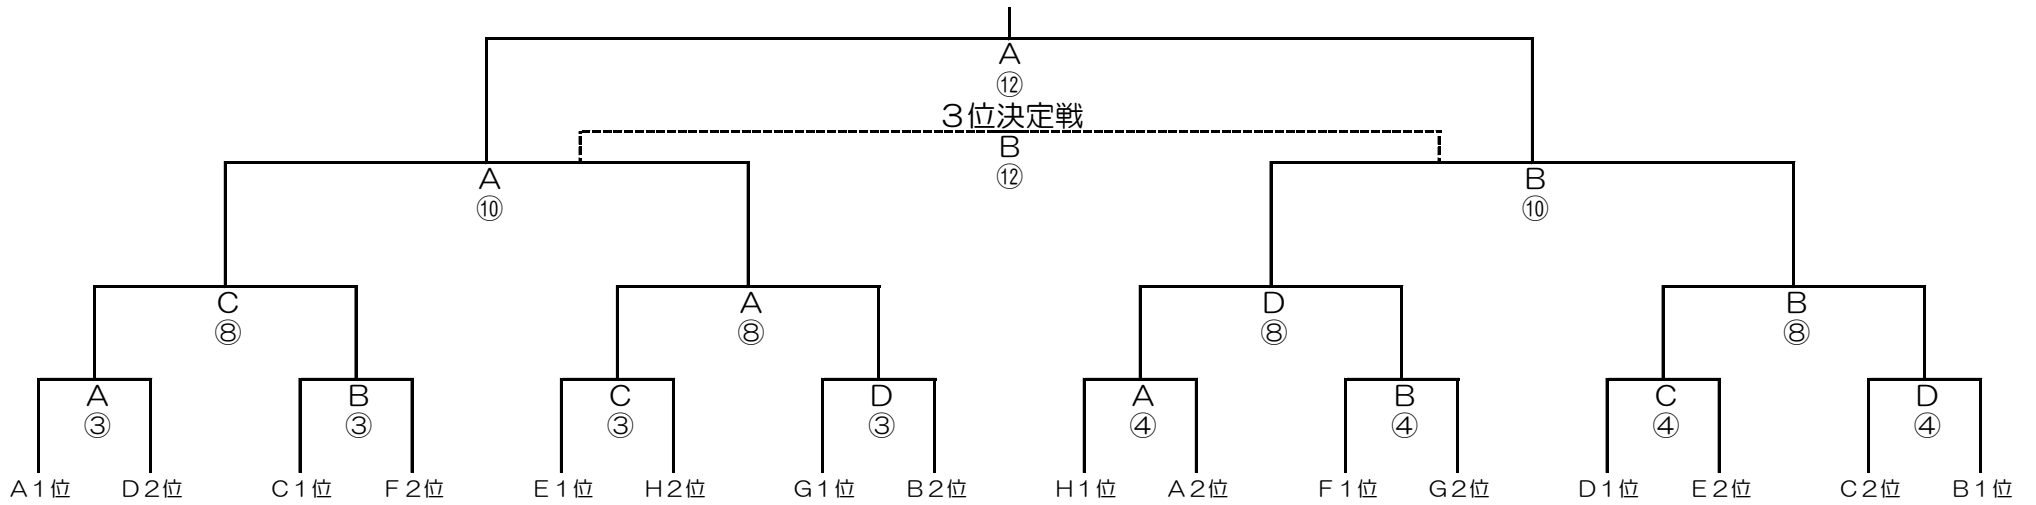 A
⑫
３位決定戦
B
⑫
A
⑩
B
⑩
C
⑧
A
⑧
D
⑧
B
⑧
A
③
B
③
C
③
D
③
A
④
B
④
C
④
D
④
A１位 D２位 C１位 F２位 E１位 H２位 G１位 B２位 H１位 A２位 F１位 G２位 D１位 E２位 C２位 B１位